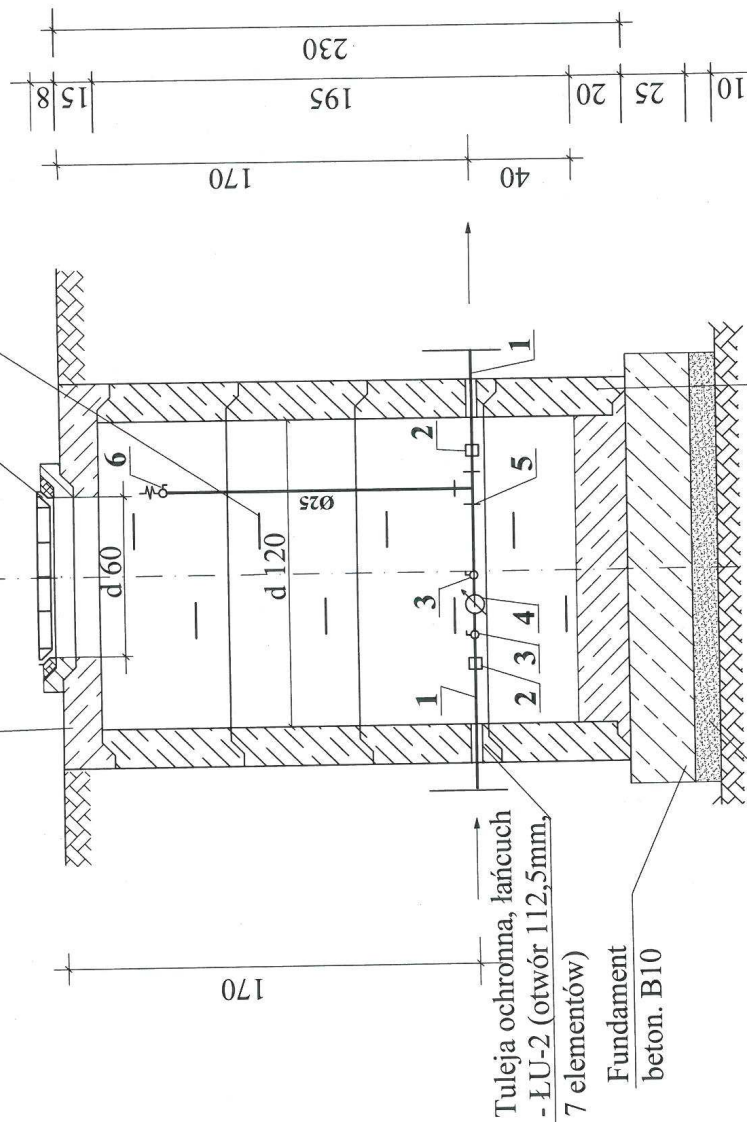 8
15
195
20
25
10
230
170
40
170
6
d 60
Ø25
d 120
1
2
3
4
3
5
2
1
Tuleja ochronna, łańcuch
- ŁU-2 (otwór 112,5mm,
7 elementów)
Fundament
beton. B10